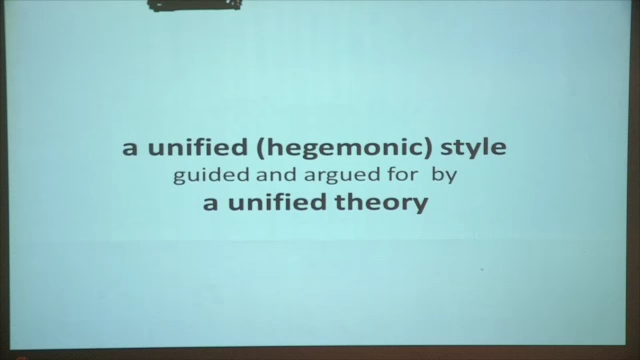 a unified (hegemonic) style
guided and argued for by
a unified theory